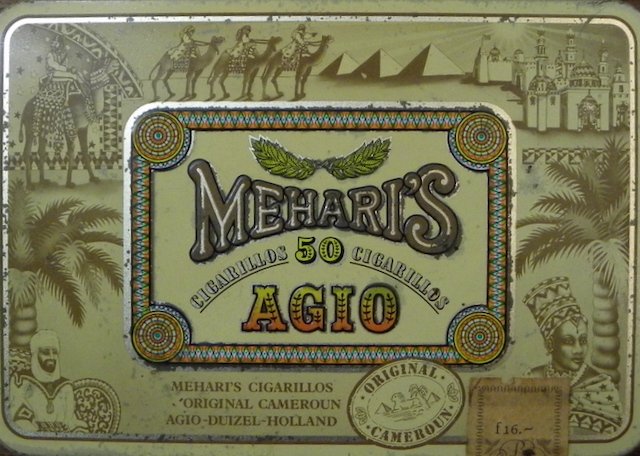 MEHARI'S
CIGARILLOS 50 CIGARILLOS
AGIO
MEHARI'S CIGARILLOS
·'ORIGINAL CAMEROUN
AGIO-DUIZEL-HOLLAND
ORIGINAL
CAMEROUN
f 16.-